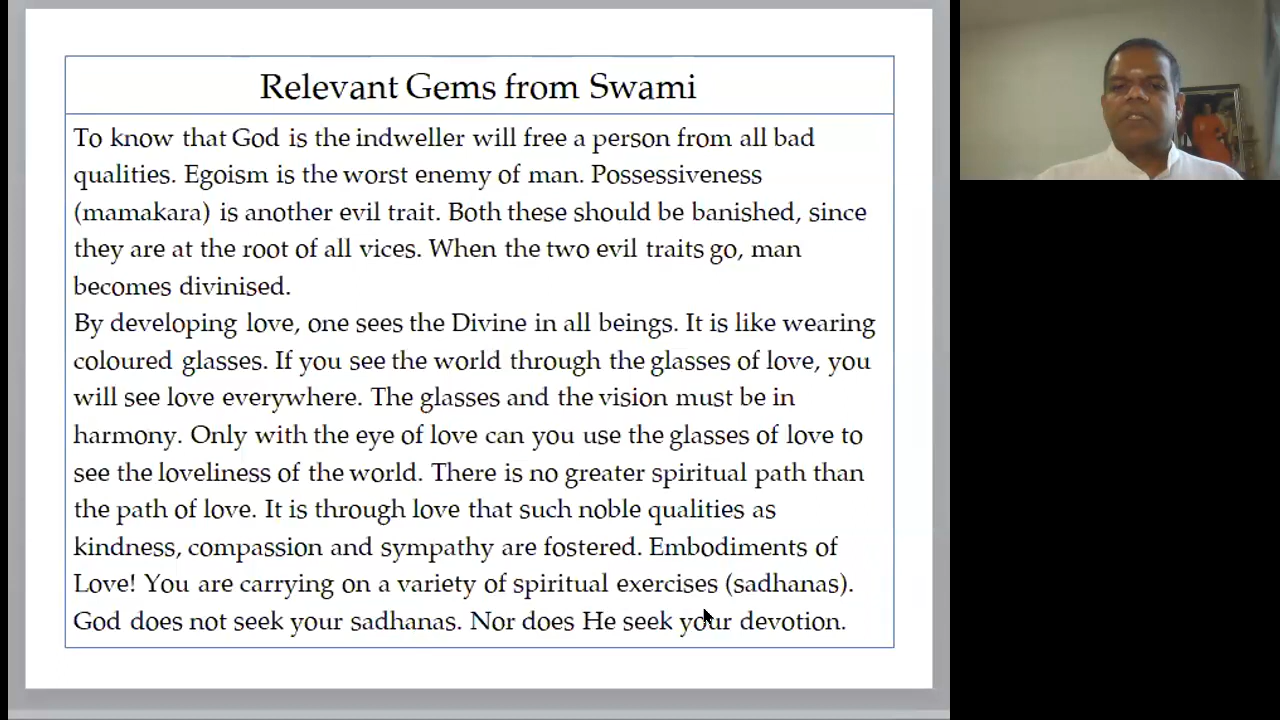 Relevant Gems from Swami
To know that God is the indweller will free a person from all bad
qualities. Egoism is the worst enemy of man. Possessiveness
(mamakara) is another evil trait. Both these should be banished, since
they are at the root of all vices. When the two evil traits go, man
becomes divinised.
By developing love, one sees the Divine in all beings. It is like wearing
coloured glasses. If you see the world through the glasses of love, you
will see love everywhere. The glasses and the vision must be in
harmony. Only with the eye of love can you use the glasses of love to
see the loveliness of the world. There is no greater spiritual path than
the path of love. It is through love that such noble qualities as
kindness, compassion and sympathy are fostered. Embodiments of
Love! You are carrying on a variety of spiritual exercises (sadhanas).
God does not seek your sadhanas. Nor does He seek your devotion.